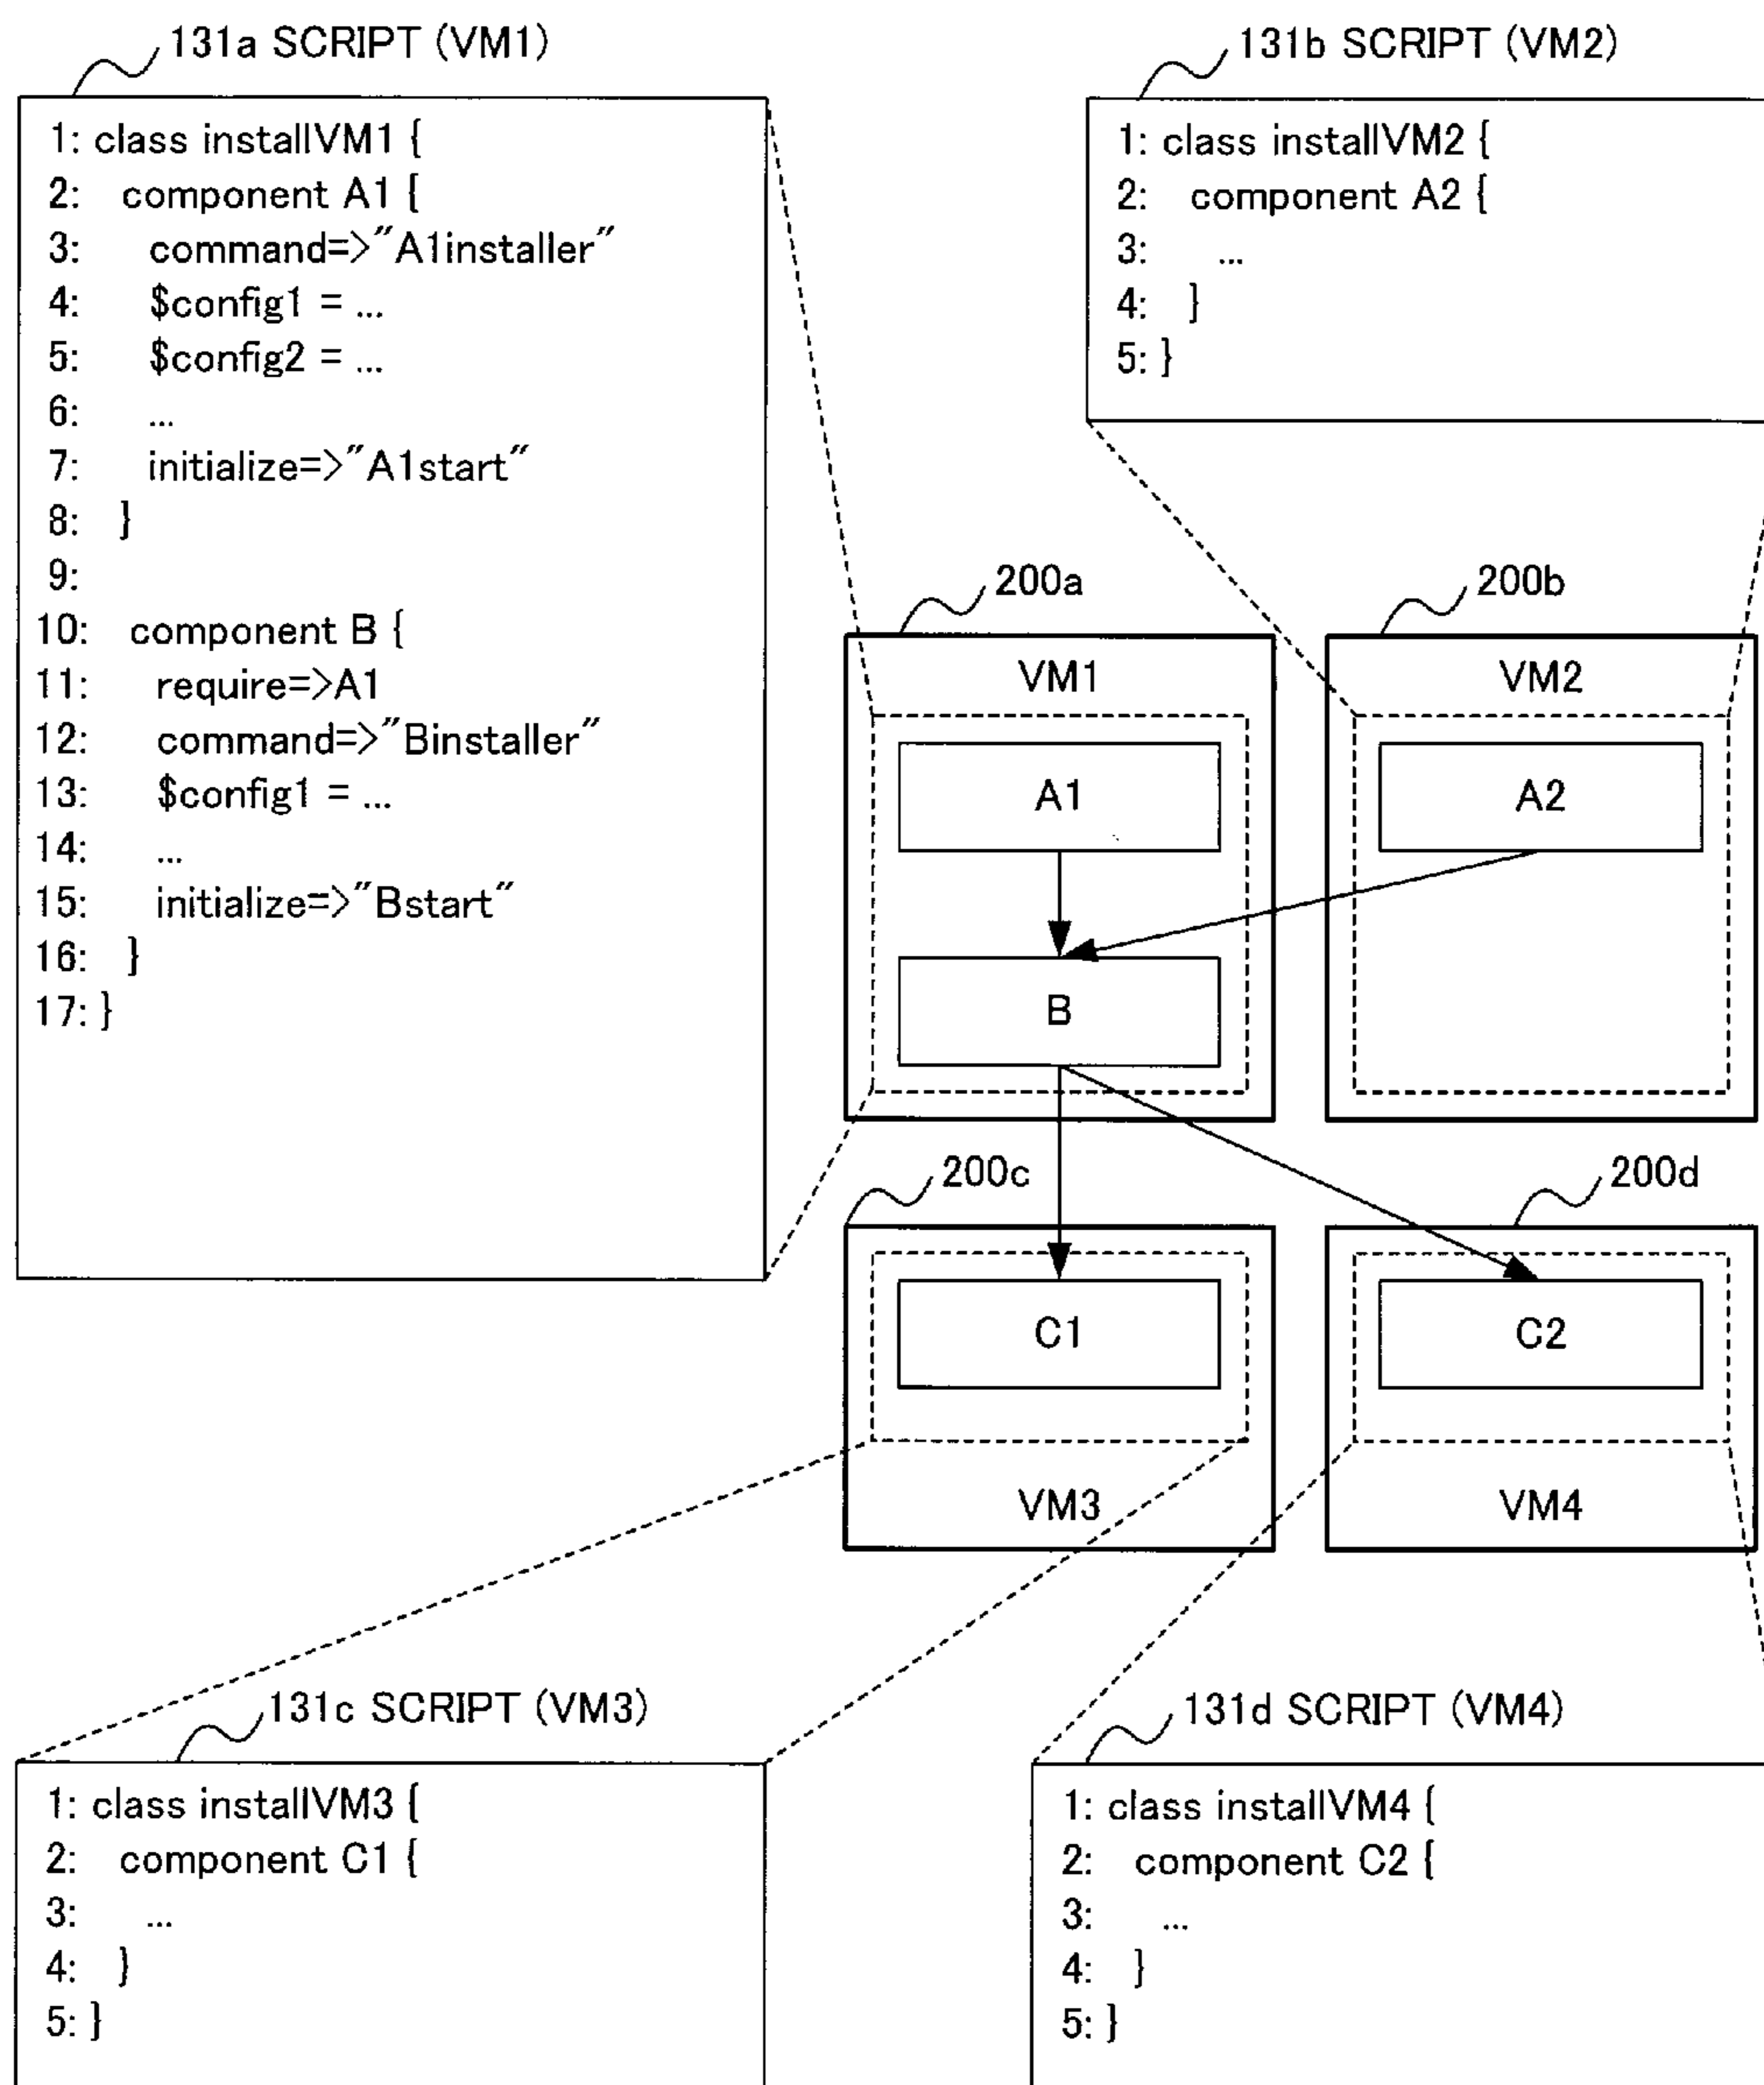 131a SCRIPT (VM1)
1: class installVM1 {
2: component A1 {
3: command=>"A1installer"
4: $config1 = ...
5: $config2 = ...
6: ...
7: initialize=>"A1start"
8: }
9:
10: component B {
11: require=>A1
12: command=>"Binstaller"
13: $config1 = ...
14: ...
15: initialize=>"Bstart"
16: }
17: }
131b SCRIPT (VM2)
1: class installVM2 {
2: component A2 {
3: ...
4: }
5: }
200a
VM1
A1
B
200b
VM2
A2
200c
C1
VM3
200d
C2
VM4
131c SCRIPT (VM3)
1: class installVM3 {
2: component C1 {
3: ...
4: }
5: }
131d SCRIPT (VM4)
1: class installVM4 {
2: component C2 {
3: ...
4: }
5: }